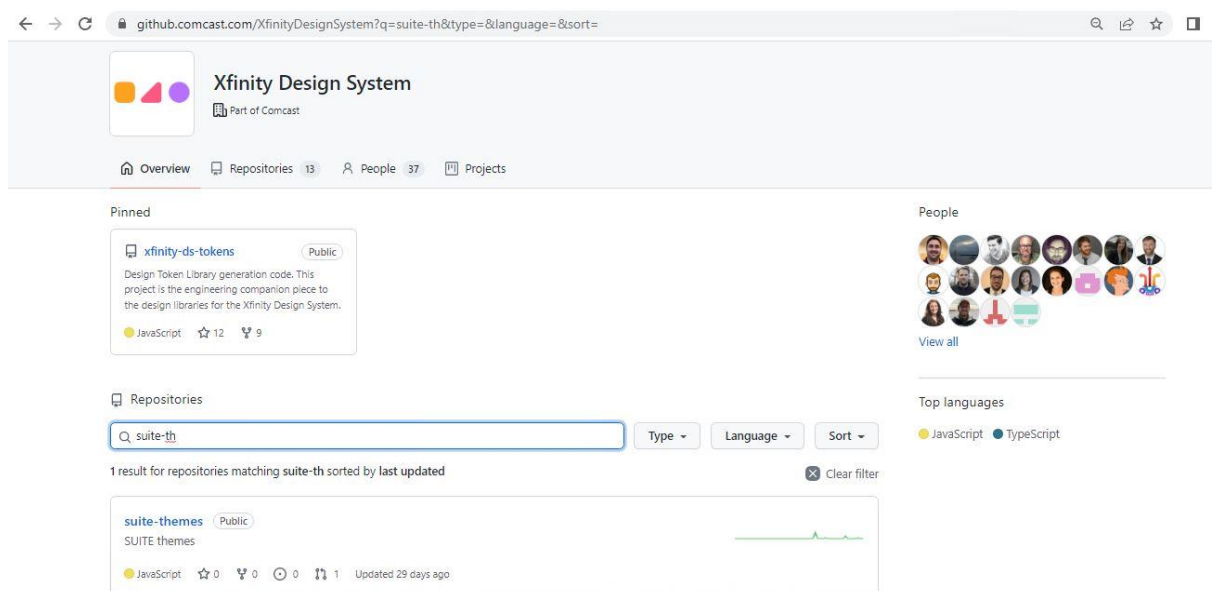 github.comcast.com/XfinityDesignSystem?q=suite-th&type=&language=&sort=
Xfinity Design System
Part of Comcast
Overview
Repositories 13
People 37
Projects
Pinned
xfinity-ds-tokens Public
Design Token Library generation code. This
project is the engineering companion piece to
the design libraries for the Xfinity Design System.
JavaScript 12 9
Repositories
suite-th
Type Language Sort
1 result for repositories matching suite-th sorted by last updated
Clear filter
suite-themes Public
SUITE themes
JavaScript 0 0 0 1 Updated 29 days ago
People
View all
Top languages
JavaScript TypeScript